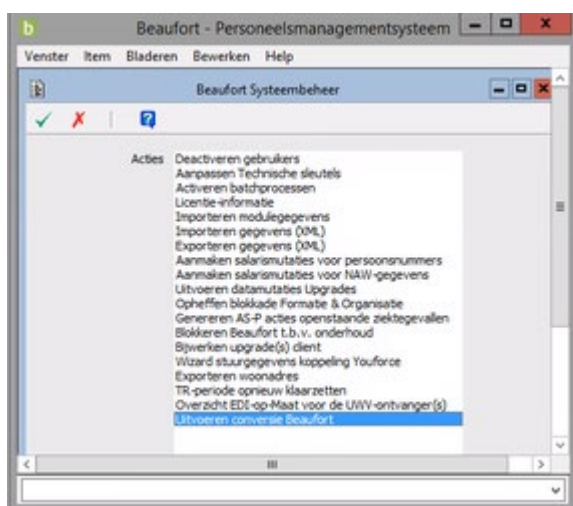 b Beaufort - Personeelsmanagementsysteem
Venster Item Bladeren Bewerken Help
Beaufort Systeembeheer
Acties
Deactiveren gebruikers
Aanpassen Technische sleutels
Activeren batchprocessen
Licentie-informatie
Importeren modulegegevens
Importeren gegevens (XML)
Exporteren gegevens (XML)
Aanmaken salarismutaties voor persoonsnummers
Aanmaken salarismutaties voor NAW-gegevens
Uitvoeren datamutaties Upgrades
Opheffen blokkade Formatie & Organisatie
Genereren AS-P acties openstaande ziektegevallen
Blokkeren Beaufort t.b.v. onderhoud
Bijwerken upgrade(s) client
Wizard stuurgegevens koppeling Youforce
Exporteren woonadres
TR-periode opnieuw klaarzetten
Overzicht EDI-op-Maat voor de UWV-ontvanger(s)
Uitvoeren conversie Beaufort